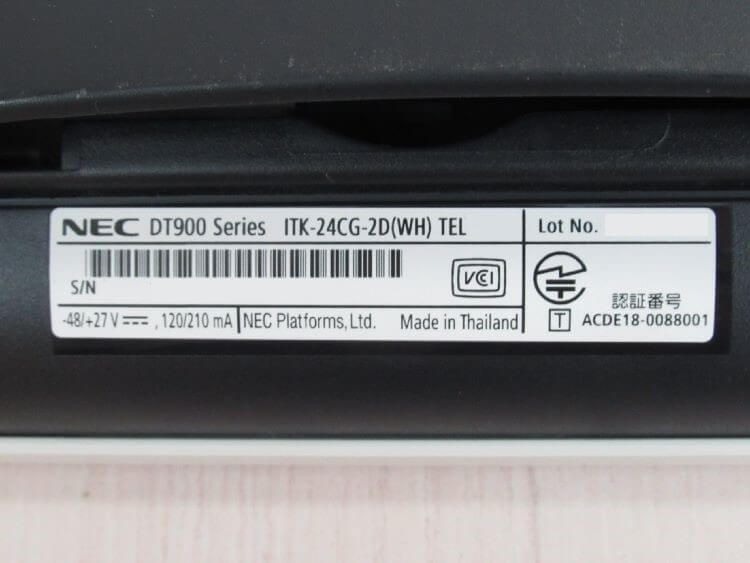 NEC DT900 Series ITK-24CG-2D(WH) TEL
Lot No.
S/N
VCI
認証番号
-48/+27 V ⎓ , 120/210 mA
NEC Platforms, Ltd.
Made in Thailand
T ACDE18-0088001